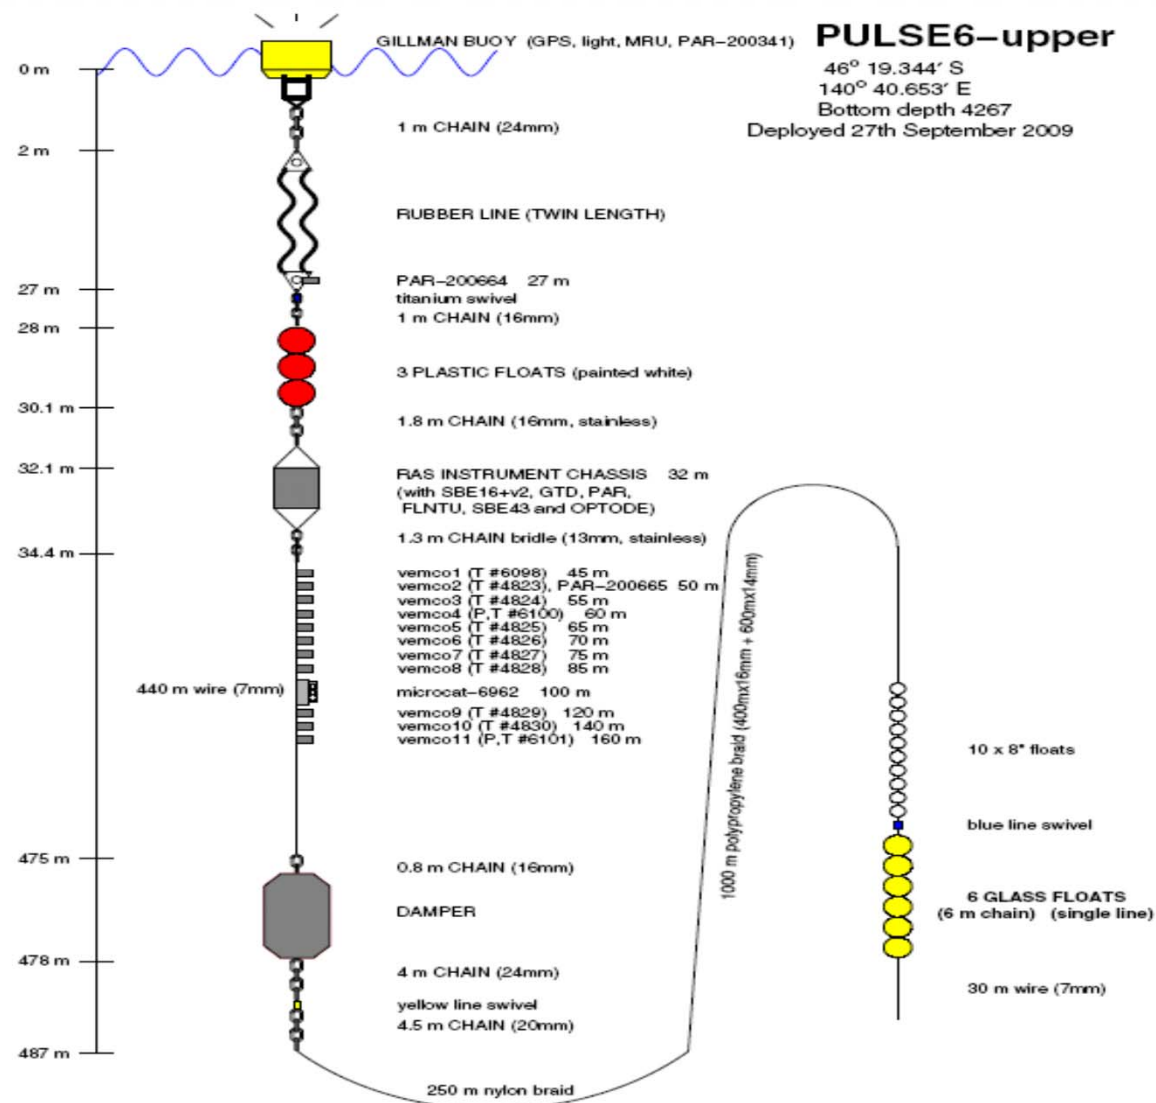 GILLMAN BUOY (GPS, light, MRU, PAR-200341)
PULSE6-upper
46° 19.344' S
140° 40.653' E
Bottom depth 4267
Deployed 27th September 2009
0 m
1 m CHAIN (24mm)
2 m
RUBBER LINE (TWIN LENGTH)
PAR-200664 27 m
27 m
titanium swivel
1 m CHAIN (16mm)
28 m
3 PLASTIC FLOATS (painted white)
30.1 m
1.8 m CHAIN (16mm, stainless)
32.1 m
RAS INSTRUMENT CHASSIS 32 m
(with SBE16+v2, GTD, PAR,
FLNTU, SBE43 and OPTODE)
1.3 m CHAIN bridle (13mm, stainless)
34.4 m
vemco1 (T #6098) 45 m
vemco2 (T #4823), PAR-200665 50 m
vemco3 (T #4824) 55 m
vemco4 (P,T #6100) 60 m
vemco5 (T #4825) 65 m
vemco6 (T #4826) 70 m
vemco7 (T #4827) 75 m
vemco8 (T #4828) 85 m
440 m wire (7mm)
microcat-6962 100 m
vemco9 (T #4829) 120 m
vemco10 (T #4830) 140 m
vemco11 (P,T #6101) 160 m
475 m
0.8 m CHAIN (16mm)
DAMPER
478 m
4 m CHAIN (24mm)
yellow line swivel
4.5 m CHAIN (20mm)
487 m
250 m nylon braid
1000 m polypropylene braid (400mx16mm + 600mx14mm)
10 x 8" floats
blue line swivel
6 GLASS FLOATS
(6 m chain) (single line)
30 m wire (7mm)